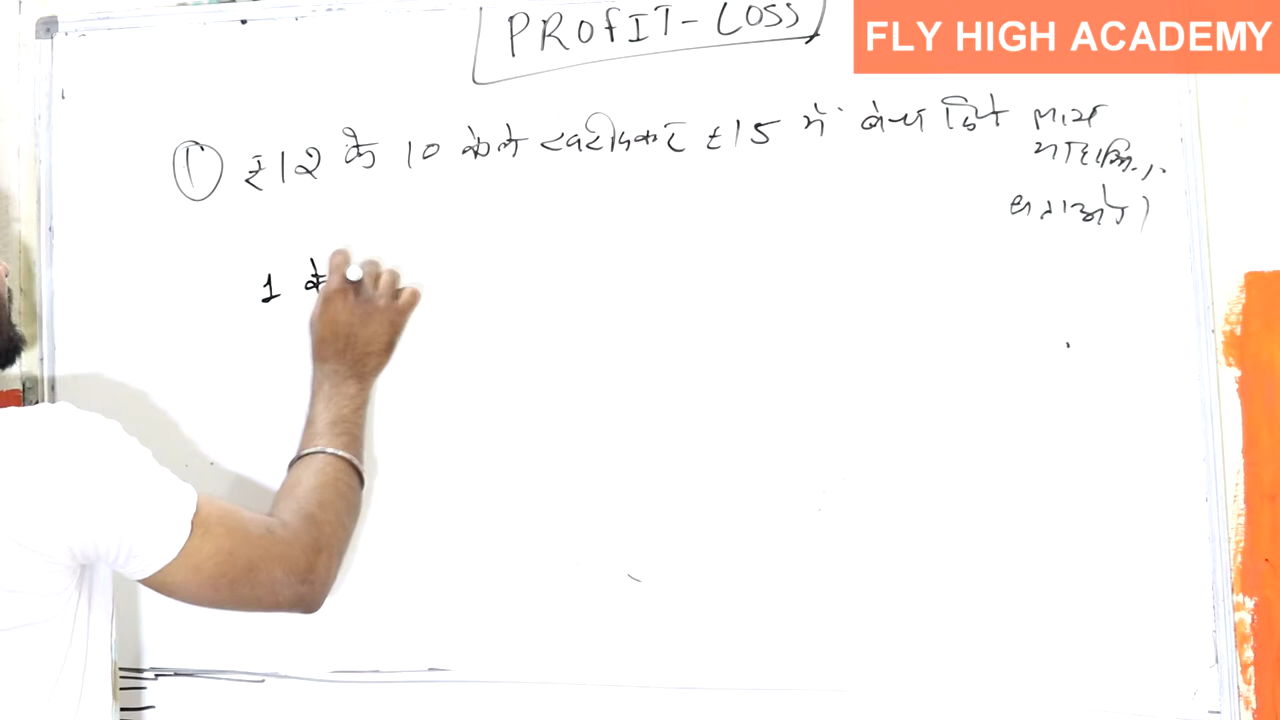 PROFIT - LOSS
FLY HIGH ACADEMY
① ₹12 के 10 केले खरीदकर ₹15 में बेच दिये
1 के